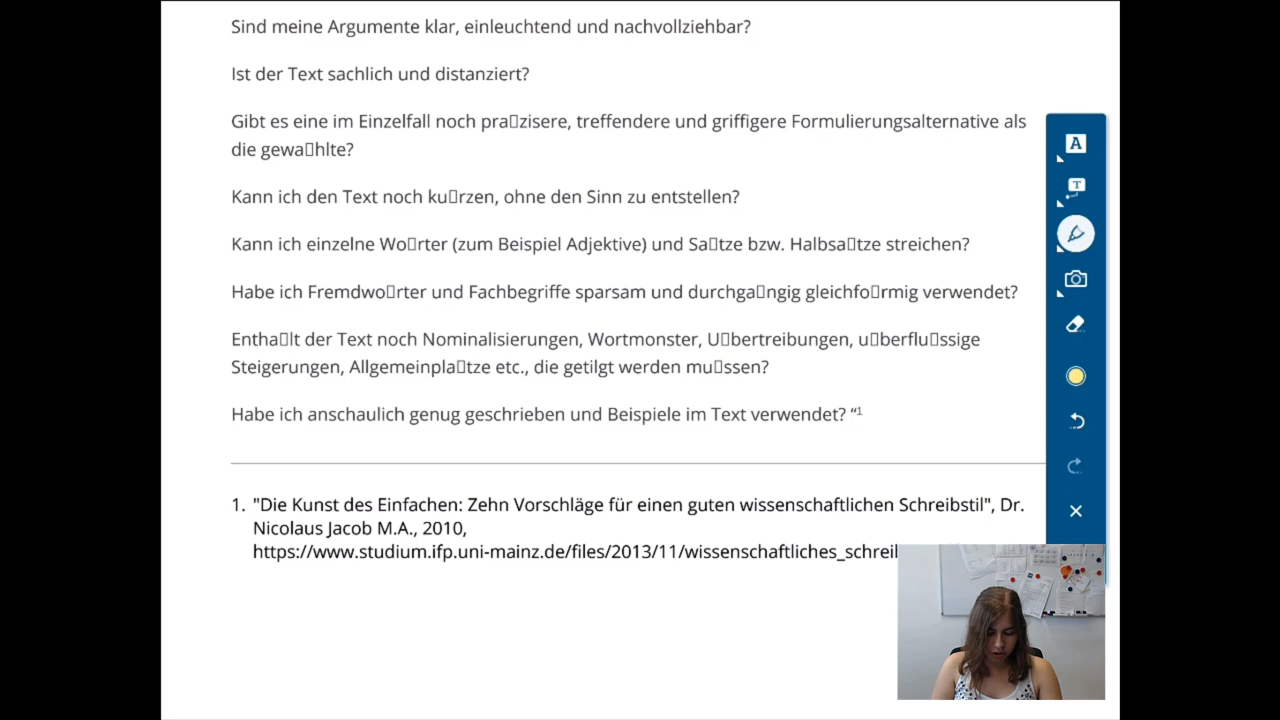 Sind meine Argumente klar, einleuchtend und nachvollziehbar?
Ist der Text sachlich und distanziert?
Gibt es eine im Einzelfall noch pra▯zisere, treffendere und griffigere Formulierungsalternative als
die gewa▯hlte?
Kann ich den Text noch ku▯rzen, ohne den Sinn zu entstellen?
Kann ich einzelne Wo▯rter (zum Beispiel Adjektive) und Sa▯tze bzw. Halbsa▯tze streichen?
Habe ich Fremdwo▯rter und Fachbegriffe sparsam und durchga▯ngig gleichfo▯rmig verwendet?
Entha▯lt der Text noch Nominalisierungen, Wortmonster, U▯bertreibungen, u▯berflu▯ssige
Steigerungen, Allgemeinpla▯tze etc., die getilgt werden mu▯ssen?
Habe ich anschaulich genug geschrieben und Beispiele im Text verwendet? “1
1. "Die Kunst des Einfachen: Zehn Vorschläge für einen guten wissenschaftlichen Schreibstil", Dr.
Nicolaus Jacob M.A., 2010,
https://www.studium.ifp.uni-mainz.de/files/2013/11/wissenschaftliches_schreil
A
T